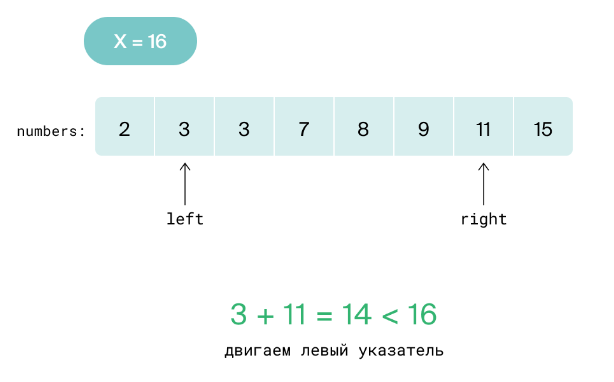 X = 16
numbers: 2 3 3 7 8 9 11 15
left right
3 + 11 = 14 < 16
двигаем левый указатель